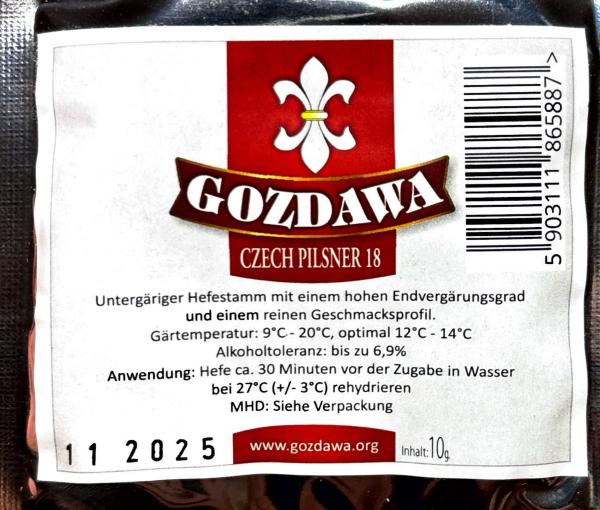 GOZDAWA
CZECH PILSNER 18
5 903111 865887 >
Untergäriger Hefestamm mit einem hohen Endvergärungsgrad
und einem reinen Geschmacksprofil.
Gärtemperatur: 9°C - 20°C, optimal 12°C - 14°C
Alkoholtoleranz: bis zu 6,9%
Anwendung: Hefe ca. 30 Minuten vor der Zugabe in Wasser
bei 27°C (+/- 3°C) rehydrieren
MHD: Siehe Verpackung
11 2025
www.gozdawa.org
Inhalt: 10g